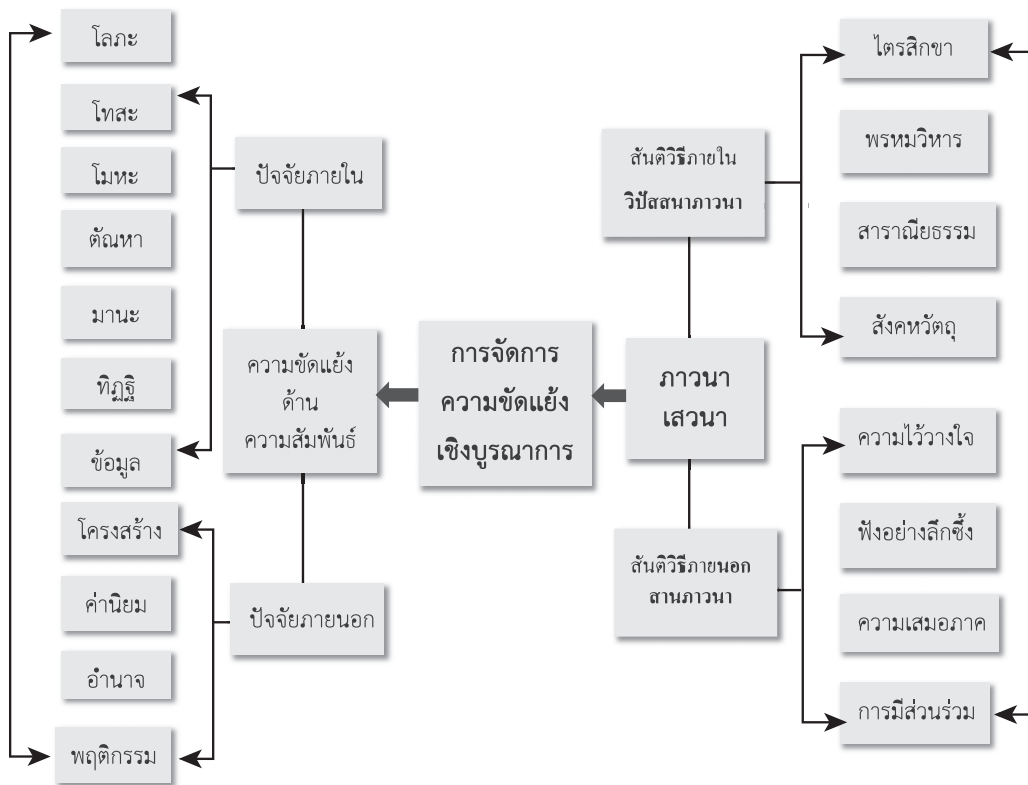 โลภะ
โทสะ
โมหะ
ตัณหา
มานะ
ทิฏฐิ
ข้อมูล
โครงสร้าง
ค่านิยม
อำนาจ
พฤติกรรม
ปัจจัยภายใน
ความขัดแย้ง
ด้าน
ความสัมพันธ์
ปัจจัยภายนอก
การจัดการ
ความขัดแย้ง
เชิงบูรณาการ
สันติวิธีภายใน
วิปัสสนาภาวนา
ภาวนา
เสวนา
สันติวิธีภายนอก
สานภาวนา
ไตรสิกขา
พรหมวิหาร
สาราณียธรรม
สังคหวัตถุ
ความไว้วางใจ
ฟังอย่างลึกซึ้ง
ความเสมอภาค
การมีส่วนร่วม